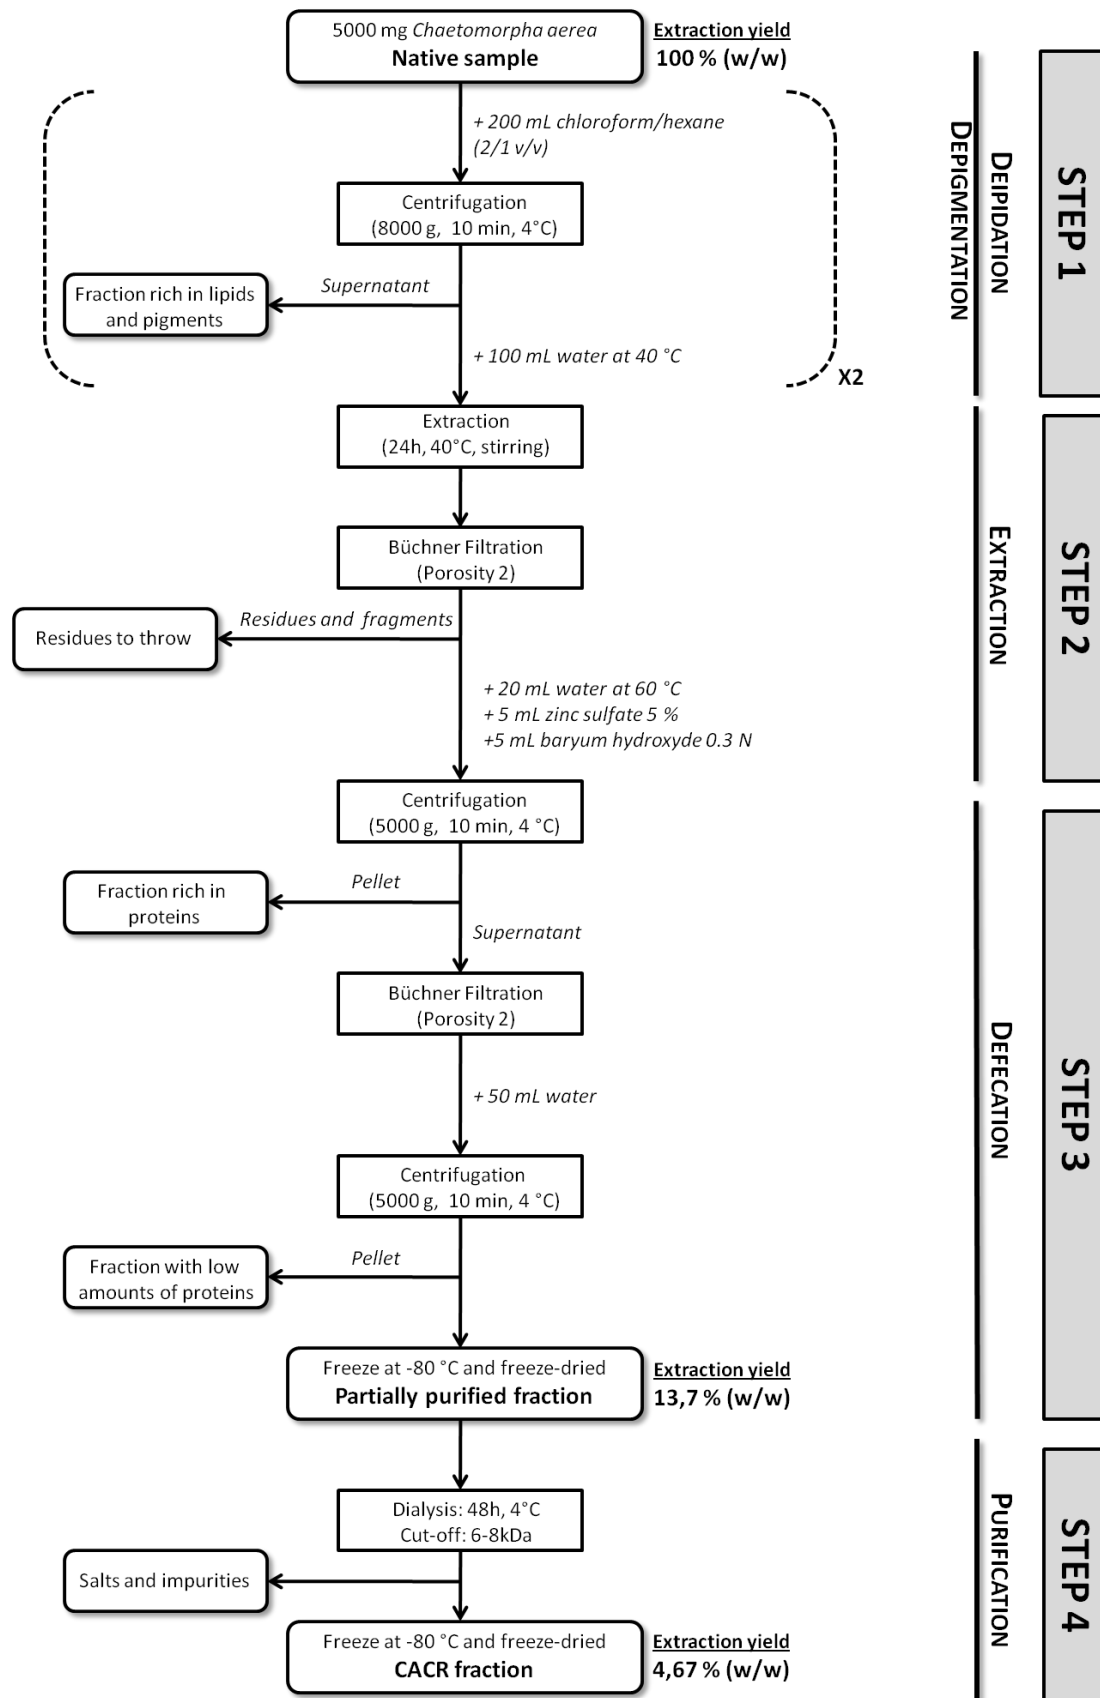 5000 mg Chaetomorpha aerea
Native sample
Extraction yield
100 % (w/w)
+ 200 mL chloroform/hexane
(2/1 v/v)
Centrifugation
(8000 g, 10 min, 4°C)
Supernatant
Fraction rich in lipids
and pigments
+ 100 mL water at 40 °C
X2
DEIPIDATION
DEPIGMENTATION
STEP 1
Extraction
(24h, 40°C, stirring)
Büchner Filtration
(Porosity 2)
Residues and fragments
Residues to throw
+ 20 mL water at 60 °C
+ 5 mL zinc sulfate 5 %
+5 mL baryum hydroxyde 0.3 N
EXTRACTION
STEP 2
Centrifugation
(5000 g, 10 min, 4 °C)
Pellet
Fraction rich in
proteins
Supernatant
Büchner Filtration
(Porosity 2)
+ 50 mL water
Centrifugation
(5000 g, 10 min, 4 °C)
Pellet
Fraction with low
amounts of proteins
Freeze at -80 °C and freeze-dried
Partially purified fraction
Extraction yield
13,7 % (w/w)
DEFECATION
STEP 3
Dialysis: 48h, 4°C
Cut-off: 6-8kDa
Salts and impurities
Freeze at -80 °C and freeze-dried
CACR fraction
Extraction yield
4,67 % (w/w)
PURIFICATION
STEP 4